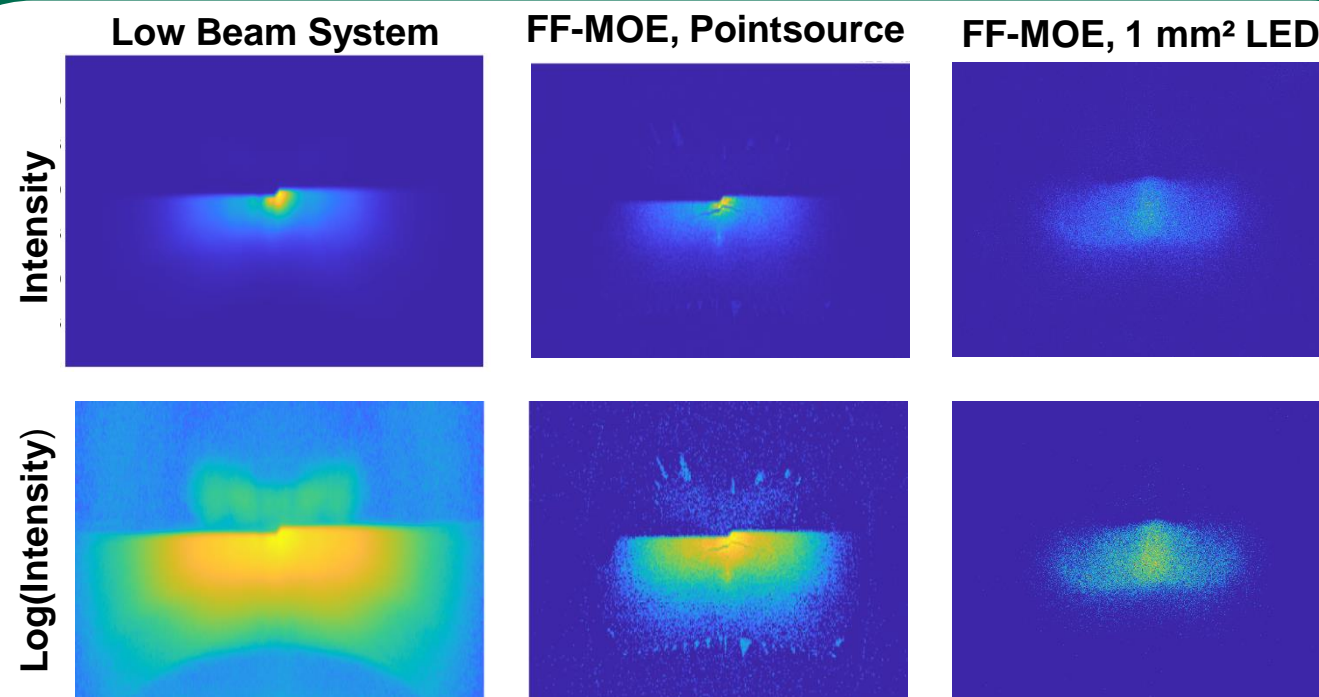 Low Beam System
FF-MOE, Pointsource
FF-MOE, 1 mm² LED
Intensity
Log(Intensity)